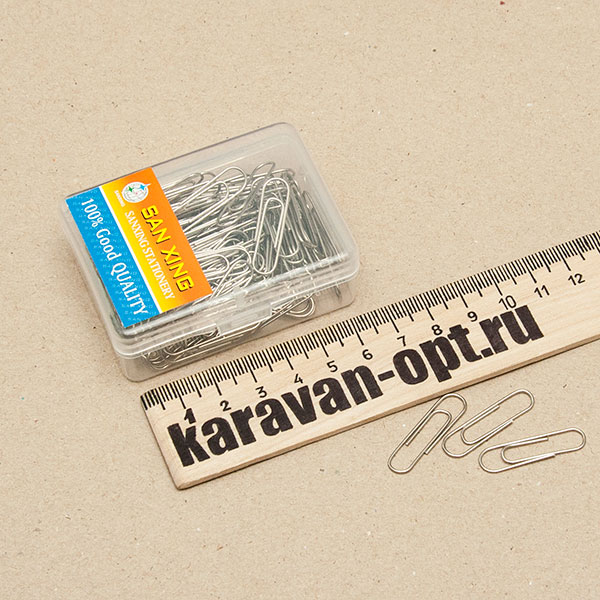 SAN XING
SANXING STATIONERY
100% Good QUALITY
1 2 3 4 5 6 7 8 9 10 11 12
karavan-opt.ru